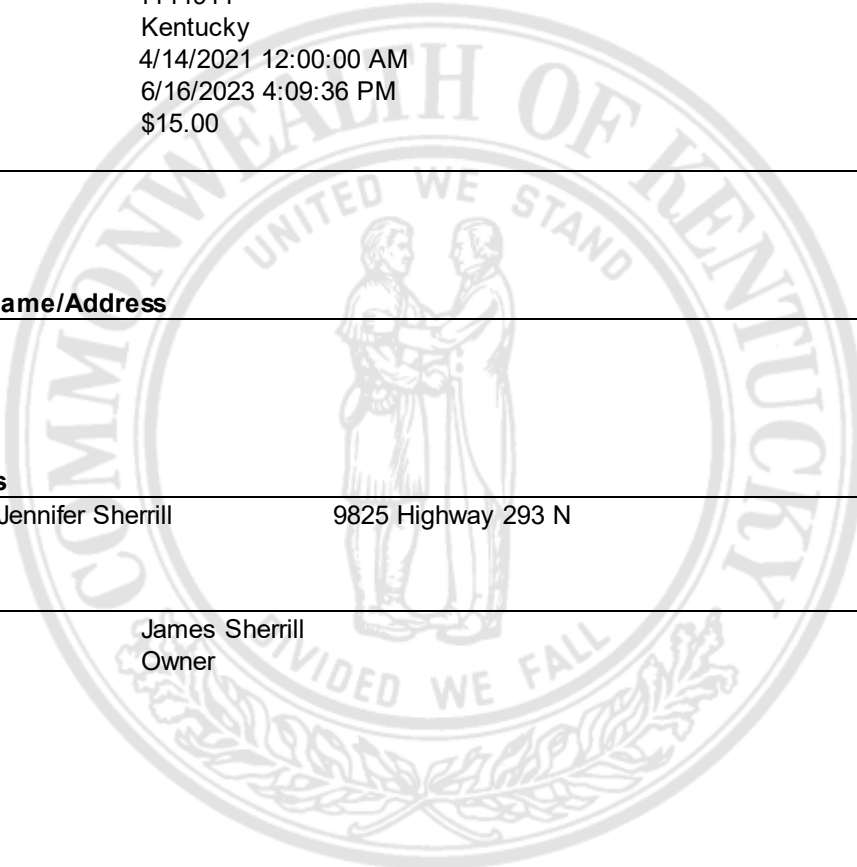 Kentucky
4/14/2021 12:00:00 AM
6/16/2023 4:09:36 PM
$15.00
COMMONWEALTH OF KENTUCKY
UNITED WE STAND
ame/Address
s
Jennifer Sherrill 9825 Highway 293 N
James Sherrill
Owner
DIVIDED WE FALL